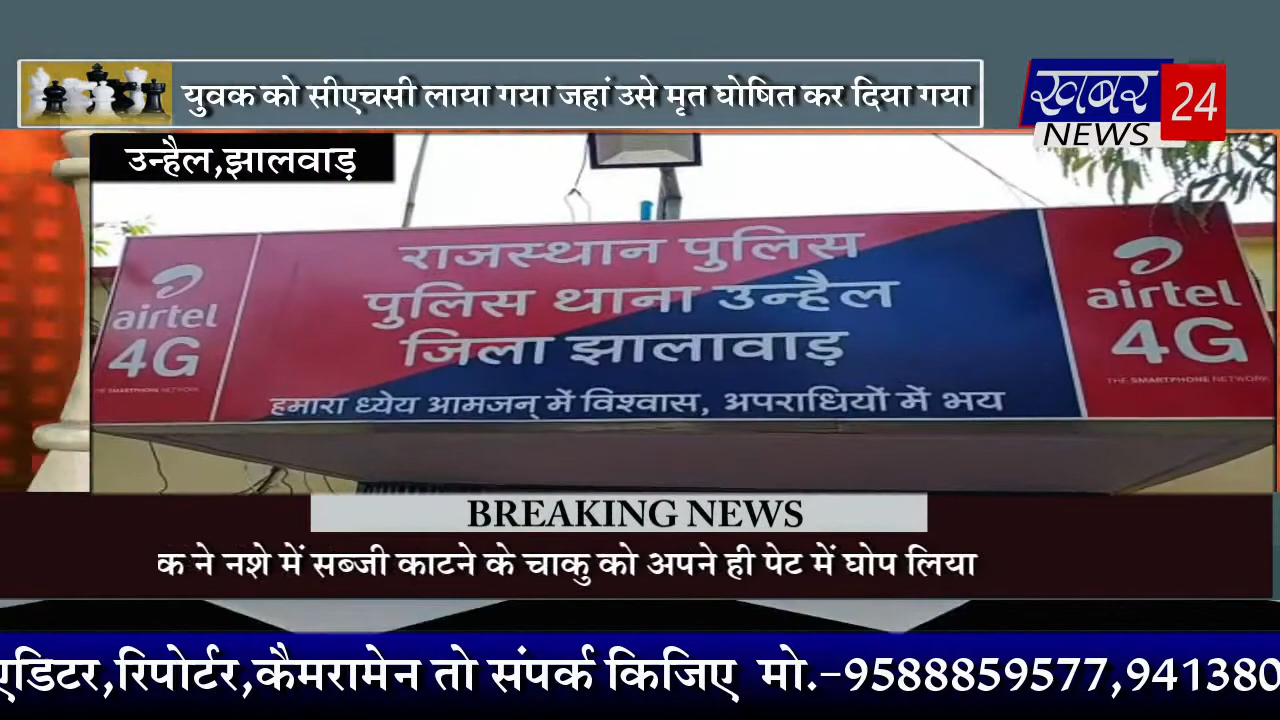 युवक को सीएचसी लाया गया जहां उसे मृत घोषित कर दिया गया
खबर
24
NEWS
उन्हैल,झालवाड़
राजस्थान पुलिस
पुलिस थाना उन्हैल
जिला झालावाड़
हमारा ध्येय आमजन् में विश्वास, अपराधियों में भय
airtel
4G
THE SMARTPHONE NETWORK
airtel
4G
THE SMARTPHONE NETWORK
BREAKING NEWS
क ने नशे में सब्जी काटने के चाकु को अपने ही पेट में घोप लिया
एडिटर,रिपोर्टर,कैमरामेन तो संपर्क किजिए मो.-9588859577,941380